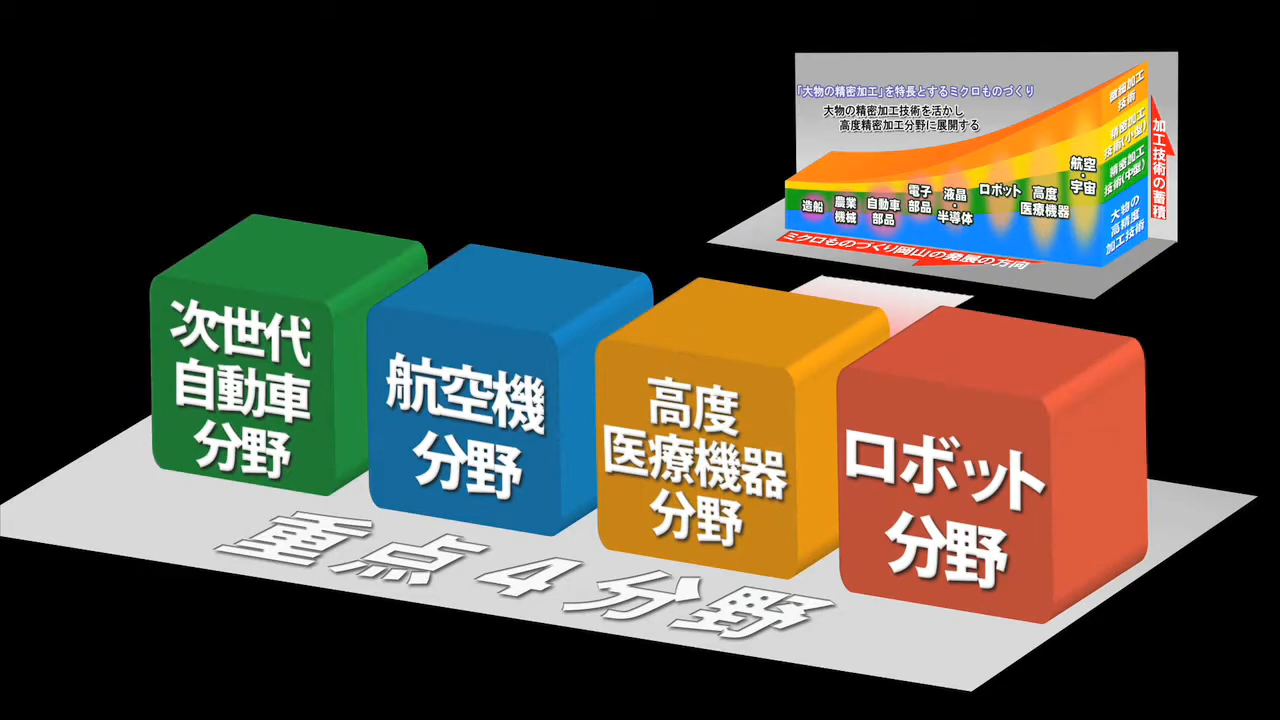 「大物の精密加工」を特長とするミクロものづくり
大物の精密加工技術を活かし
高度精密加工分野に展開する
微細加工
技術
精密加工
技術(小型)
精密加工
技術(中型)
大物の
高精度
加工技術
加工技術の蓄積
造船
農業
機械
自動車
部品
電子
部品
液晶
・
半導体
ロボット
高度
医療機器
航空
・
宇宙
ミクロものづくり岡山の発展の方向
次世代
自動車
分野
航空機
分野
高度
医療機器
分野
ロボット
分野
重点4分野